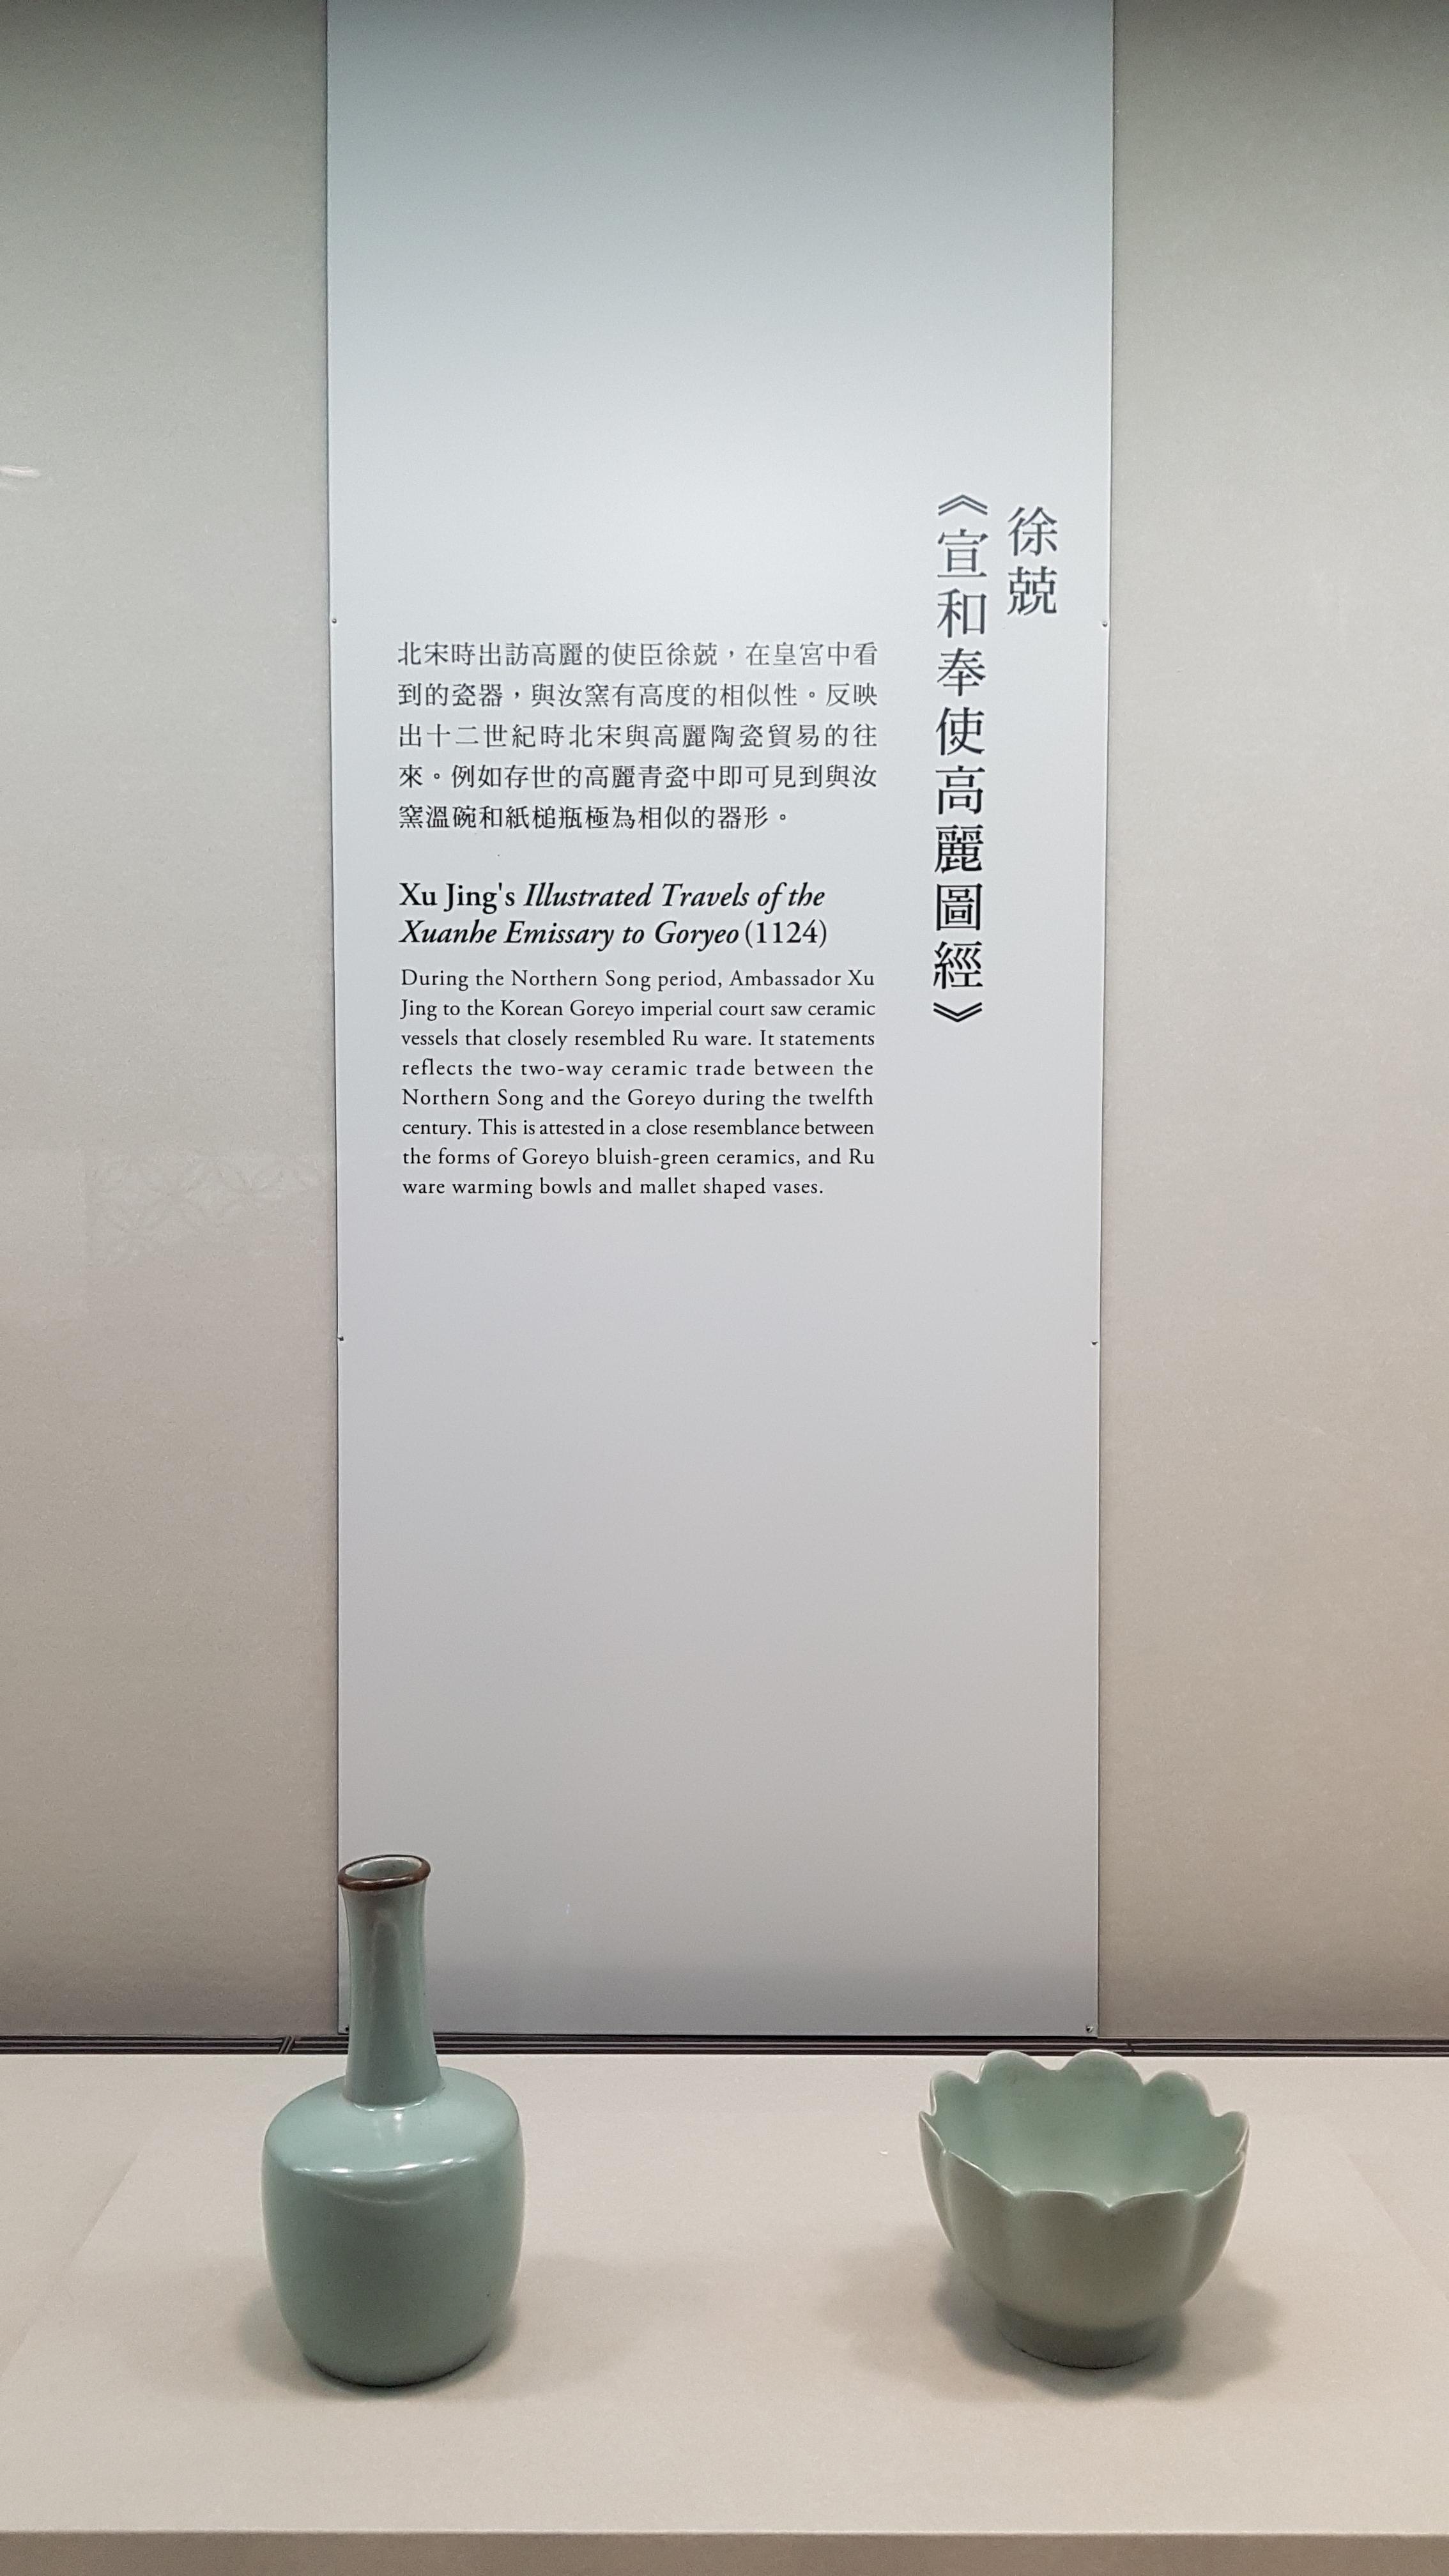 徐兢
《宣和奉使高麗圖經》
北宋時出訪高麗的使臣徐兢，在皇宮中看
到的瓷器，與汝窯有高度的相似性。反映
出十二世紀時北宋與高麗陶瓷貿易的往
來。例如存世的高麗青瓷中即可見到與汝
窯溫碗和紙槌瓶極為相似的器形。
Xu Jing's Illustrated Travels of the
Xuanhe Emissary to Goryeo (1124)
During the Northern Song period, Ambassador Xu
Jing to the Korean Goreyo imperial court saw ceramic
vessels that closely resembled Ru ware. It statements
reflects the two-way ceramic trade between the
Northern Song and the Goreyo during the twelfth
century. This is attested in a close resemblance between
the forms of Goreyo bluish-green ceramics, and Ru
ware warming bowls and mallet shaped vases.